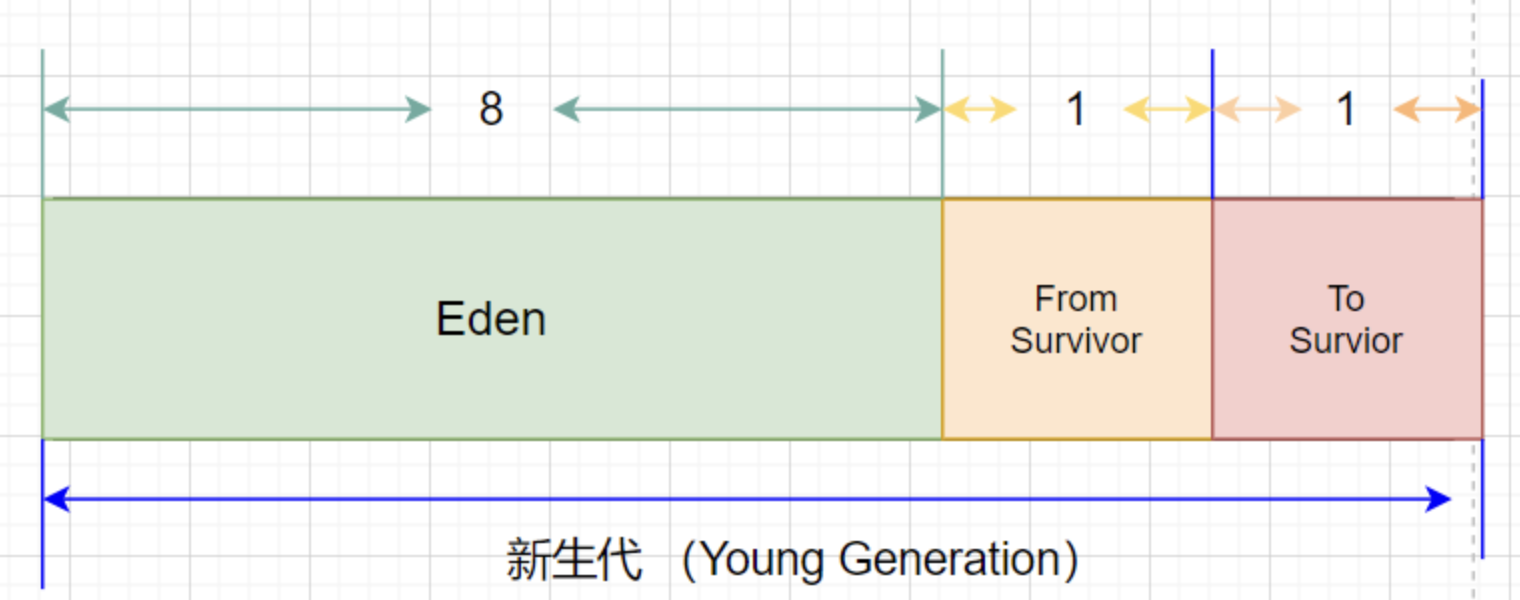 8
1
1
Eden
From
Survivor
To
Survior
新生代 （Young Generation）